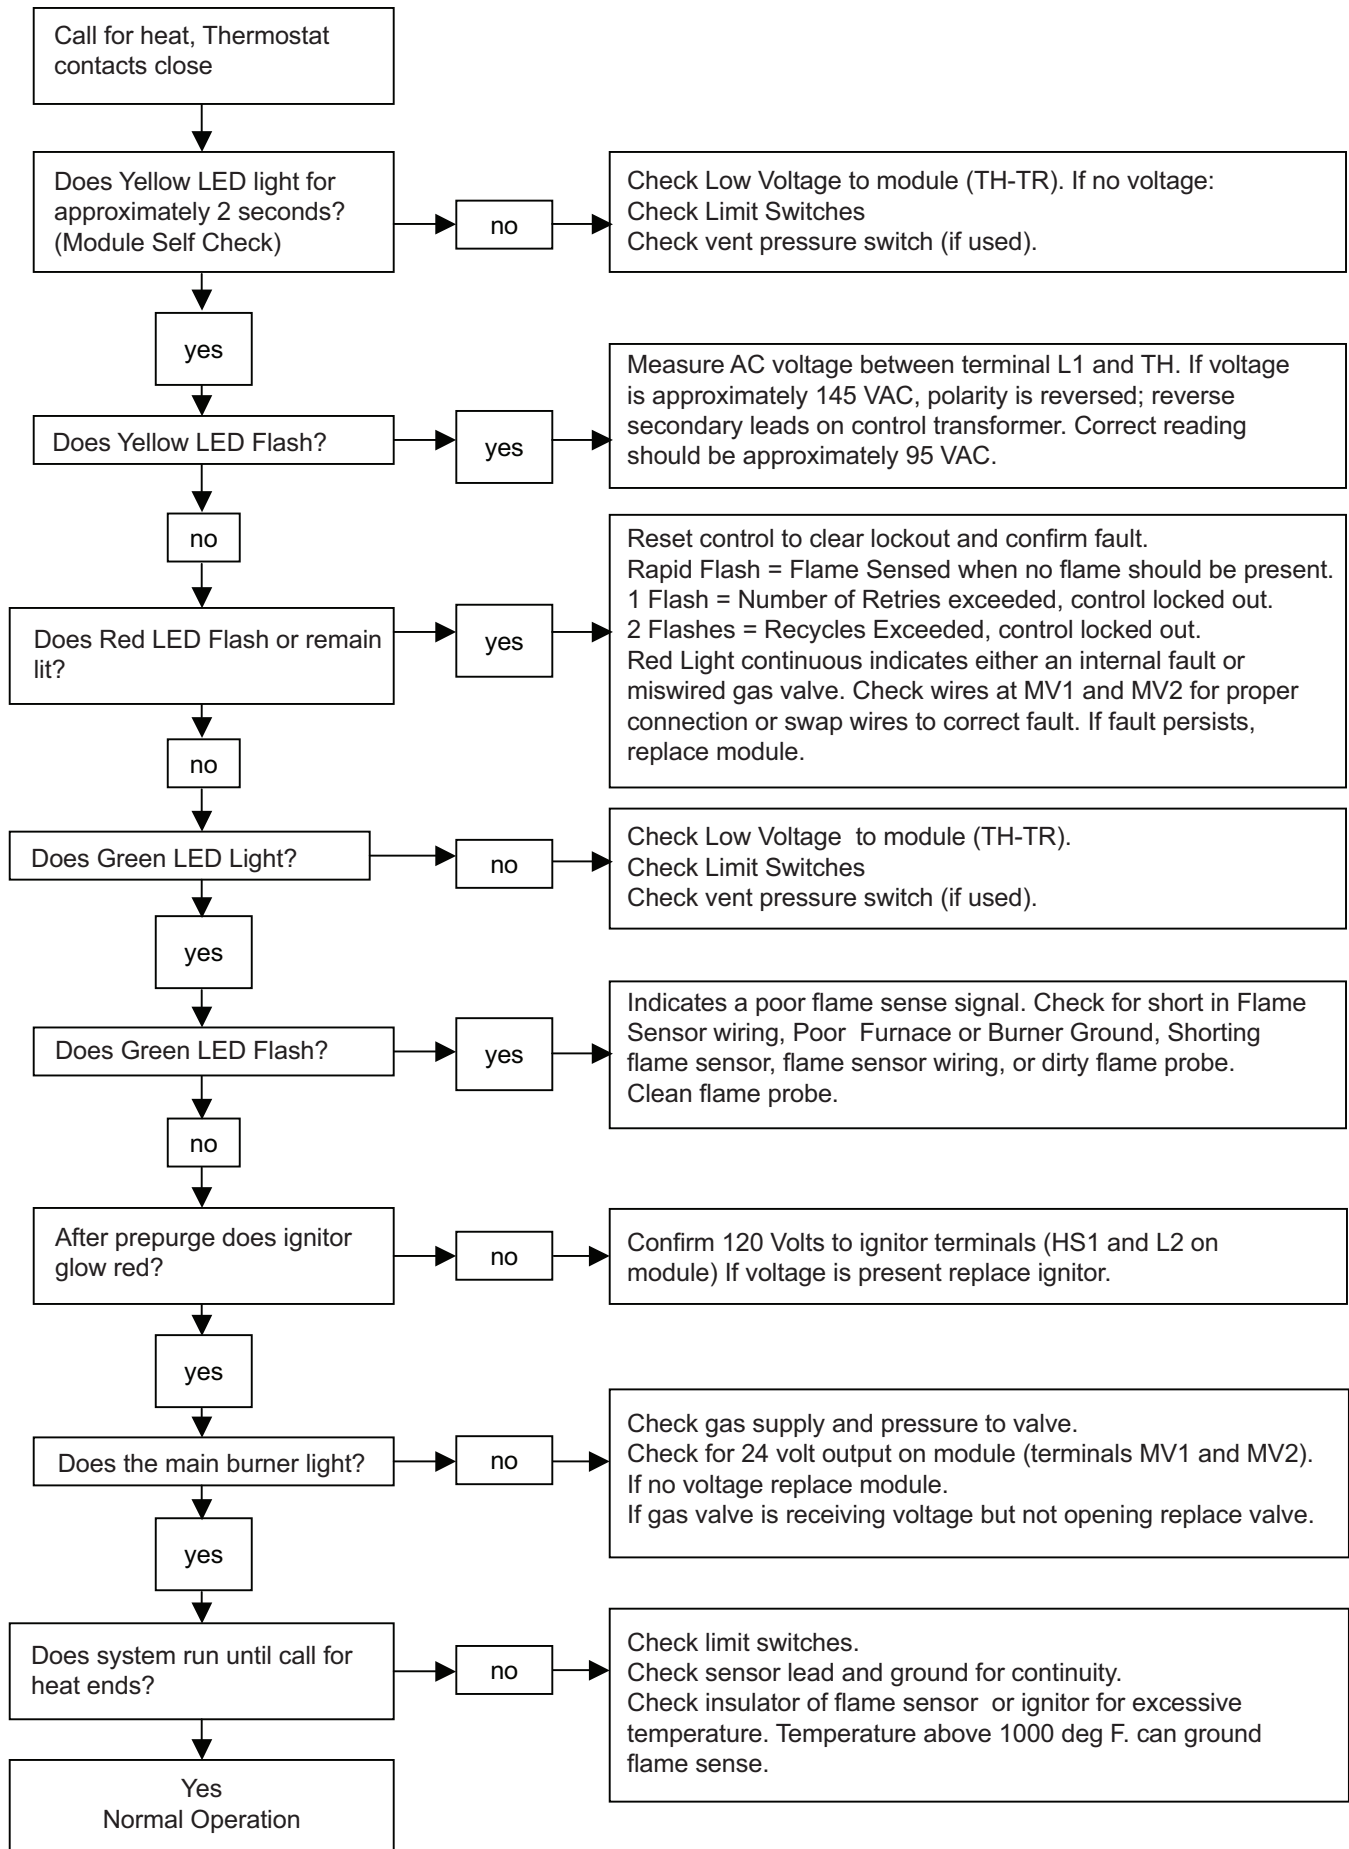 Call for heat, Thermostat
contacts close
Does Yellow LED light for
approximately 2 seconds?
(Module Self Check)
no
Check Low Voltage to module (TH-TR). If no voltage:
Check Limit Switches
Check vent pressure switch (if used).
yes
Does Yellow LED Flash?
yes
Measure AC voltage between terminal L1 and TH. If voltage
is approximately 145 VAC, polarity is reversed; reverse
secondary leads on control transformer. Correct reading
should be approximately 95 VAC.
no
Does Red LED Flash or remain
lit?
yes
Reset control to clear lockout and confirm fault.
Rapid Flash = Flame Sensed when no flame should be present.
1 Flash = Number of Retries exceeded, control locked out.
2 Flashes = Recycles Exceeded, control locked out.
Red Light continuous indicates either an internal fault or
miswired gas valve. Check wires at MV1 and MV2 for proper
connection or swap wires to correct fault. If fault persists,
replace module.
no
Does Green LED Light?
no
Check Low Voltage to module (TH-TR).
Check Limit Switches
Check vent pressure switch (if used).
yes
Does Green LED Flash?
yes
Indicates a poor flame sense signal. Check for short in Flame
Sensor wiring, Poor Furnace or Burner Ground, Shorting
flame sensor, flame sensor wiring, or dirty flame probe.
Clean flame probe.
no
After prepurge does ignitor
glow red?
no
Confirm 120 Volts to ignitor terminals (HS1 and L2 on
module) If voltage is present replace ignitor.
yes
Does the main burner light?
no
Check gas supply and pressure to valve.
Check for 24 volt output on module (terminals MV1 and MV2).
If no voltage replace module.
If gas valve is receiving voltage but not opening replace valve.
yes
Does system run until call for
heat ends?
no
Check limit switches.
Check sensor lead and ground for continuity.
Check insulator of flame sensor or ignitor for excessive
temperature. Temperature above 1000 deg F. can ground
flame sense.
Yes
Normal Operation